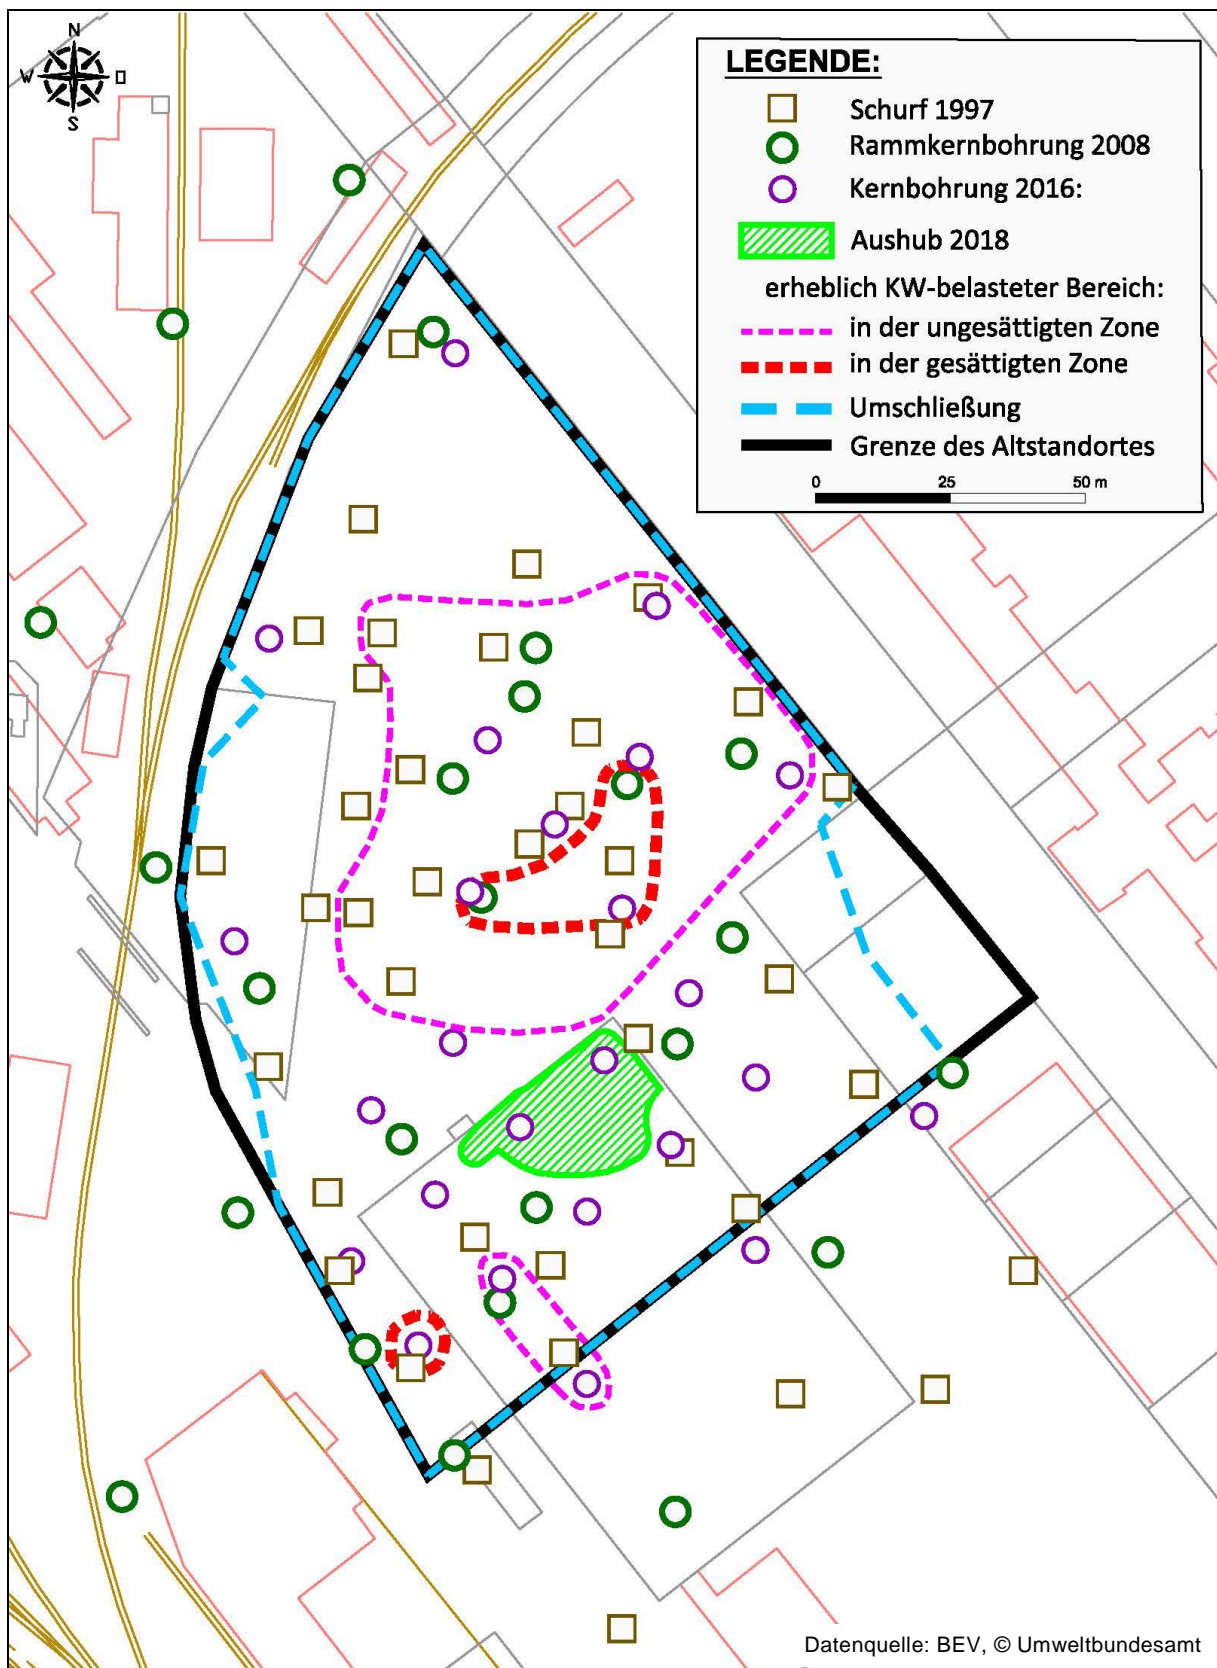 N
W
O
S
LEGENDE:
Schurf 1997
Rammkernbohrung 2008
Kernbohrung 2016:
Aushub 2018
erheblich KW-belasteter Bereich:
in der ungesättigten Zone
in der gesättigten Zone
Umschließung
Grenze des Altstandortes
0 25 50 m
Datenquelle: BEV, © Umweltbundesamt